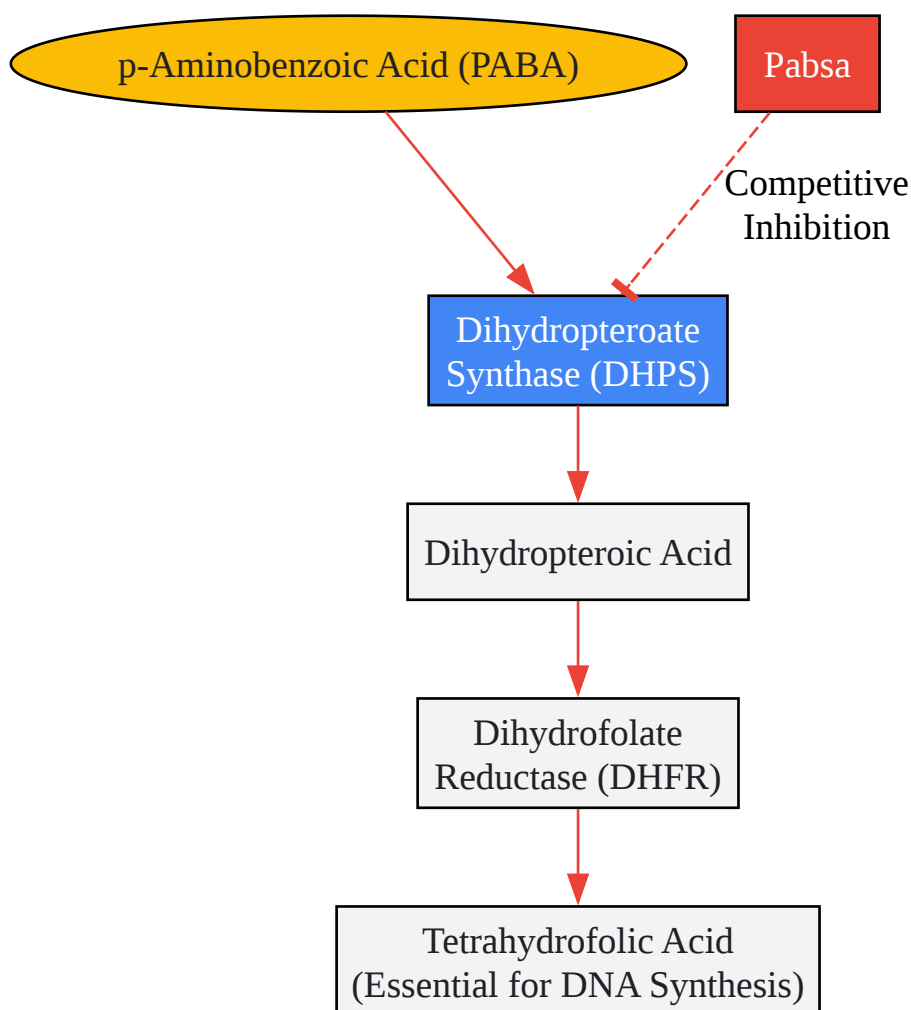 p-Aminobenzoic Acid (PABA)
Pabsa
Competitive
Inhibition
Dihydropteroate
Synthase (DHPS)
Dihydropteroic Acid
Dihydrofolate
Reductase (DHFR)
Tetrahydrofolic Acid
(Essential for DNA Synthesis)